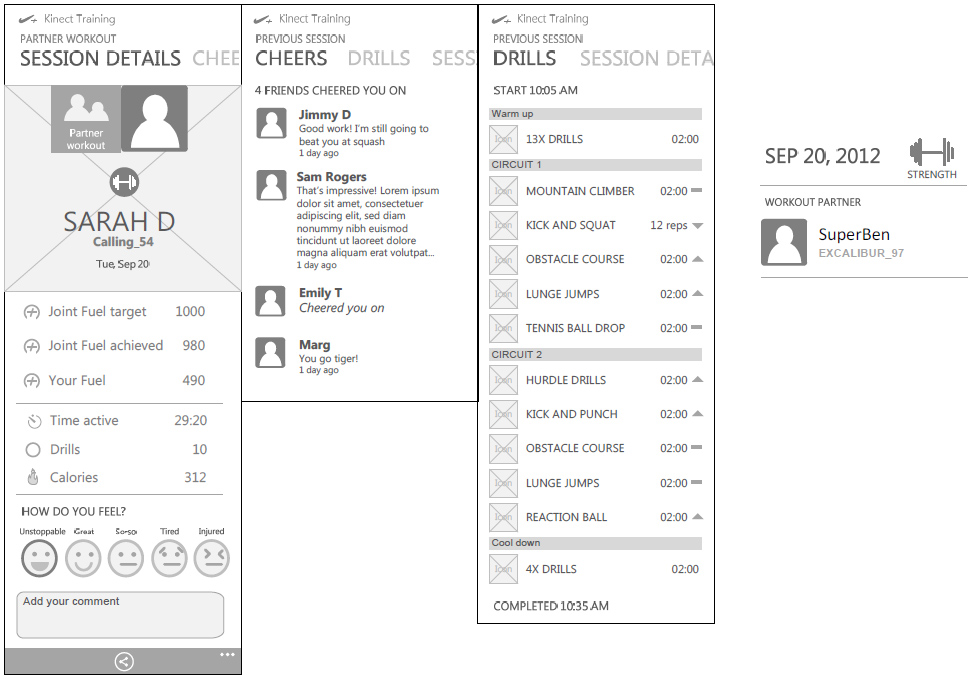 Kinect Training
PARTNER WORKOUT
SESSION DETAILS CHEE
Partner
workout
SARAH D
Calling_54
Tue, Sep 20
Joint Fuel target 1000
Joint Fuel achieved 980
Your Fuel 490
Time active 29:20
Drills 10
Calories 312
HOW DO YOU FEEL?
Unstoppable Great So-so Tired Injured
Add your comment
Kinect Training
PREVIOUS SESSION
CHEERS DRILLS SESS
4 FRIENDS CHEERED YOU ON
Jimmy D
Good work! I'm still going to
beat you at squash
1 day ago
Sam Rogers
That's impressive! Lorem ipsum
dolor sit amet, consectetuer
adipiscing elit, sed diam
nonummy nibh euismod
tincidunt ut laoreet dolore
magna aliquam erat volutpat...
1 day ago
Emily T
Cheered you on
Marg
You go tiger!
1 day ago
Kinect Training
PREVIOUS SESSION
DRILLS SESSION DETA
START 10:05 AM
Warm up
Icon 13X DRILLS 02:00
CIRCUIT 1
Icon MOUNTAIN CLIMBER 02:00
Icon KICK AND SQUAT 12 reps
Icon OBSTACLE COURSE 02:00
Icon LUNGE JUMPS 02:00
Icon TENNIS BALL DROP 02:00
CIRCUIT 2
Icon HURDLE DRILLS 02:00
Icon KICK AND PUNCH 02:00
Icon OBSTACLE COURSE 02:00
Icon LUNGE JUMPS 02:00
Icon REACTION BALL 02:00
Cool down
Icon 4X DRILLS 02:00
COMPLETED 10:35 AM
SEP 20, 2012
STRENGTH
WORKOUT PARTNER
SuperBen
EXCALIBUR_97